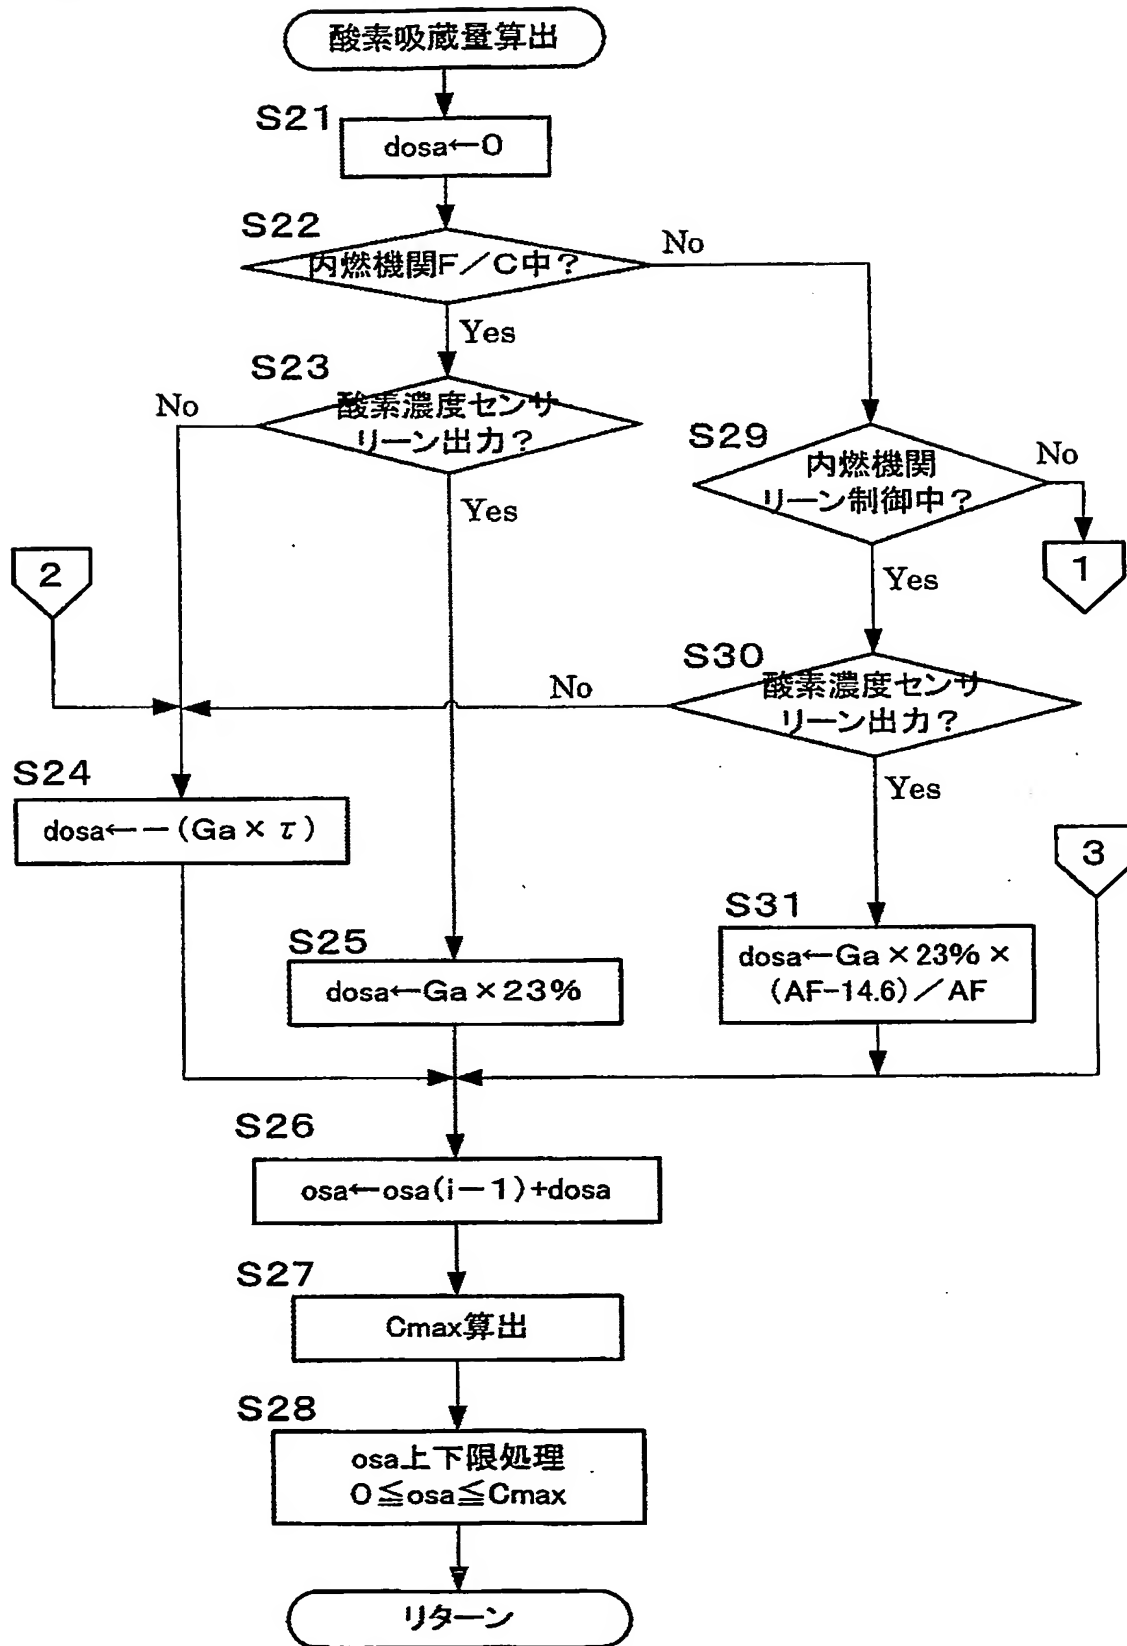 酸素吸蔵量算出
S21
dosa←0
S22
内燃機関F／C中？
No
Yes
S23
酸素濃度センサ
リーン出力？
No
Yes
S29
内燃機関
リーン制御中？
No
1
Yes
2
S30
酸素濃度センサ
リーン出力？
No
Yes
S24
dosa←－(Ga×τ)
3
S31
dosa←Ga×23%×
(AF-14.6)／AF
S25
dosa←Ga×23%
S26
osa←osa(i－1)+dosa
S27
Cmax算出
S28
osa上下限処理
0≦osa≦Cmax
リターン